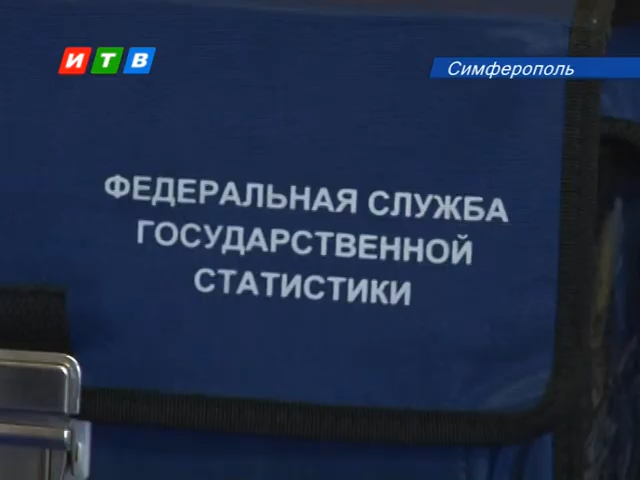 ИТВ
Симферополь
ФЕДЕРАЛЬНАЯ СЛУЖБА
ГОСУДАРСТВЕННОЙ
СТАТИСТИКИ